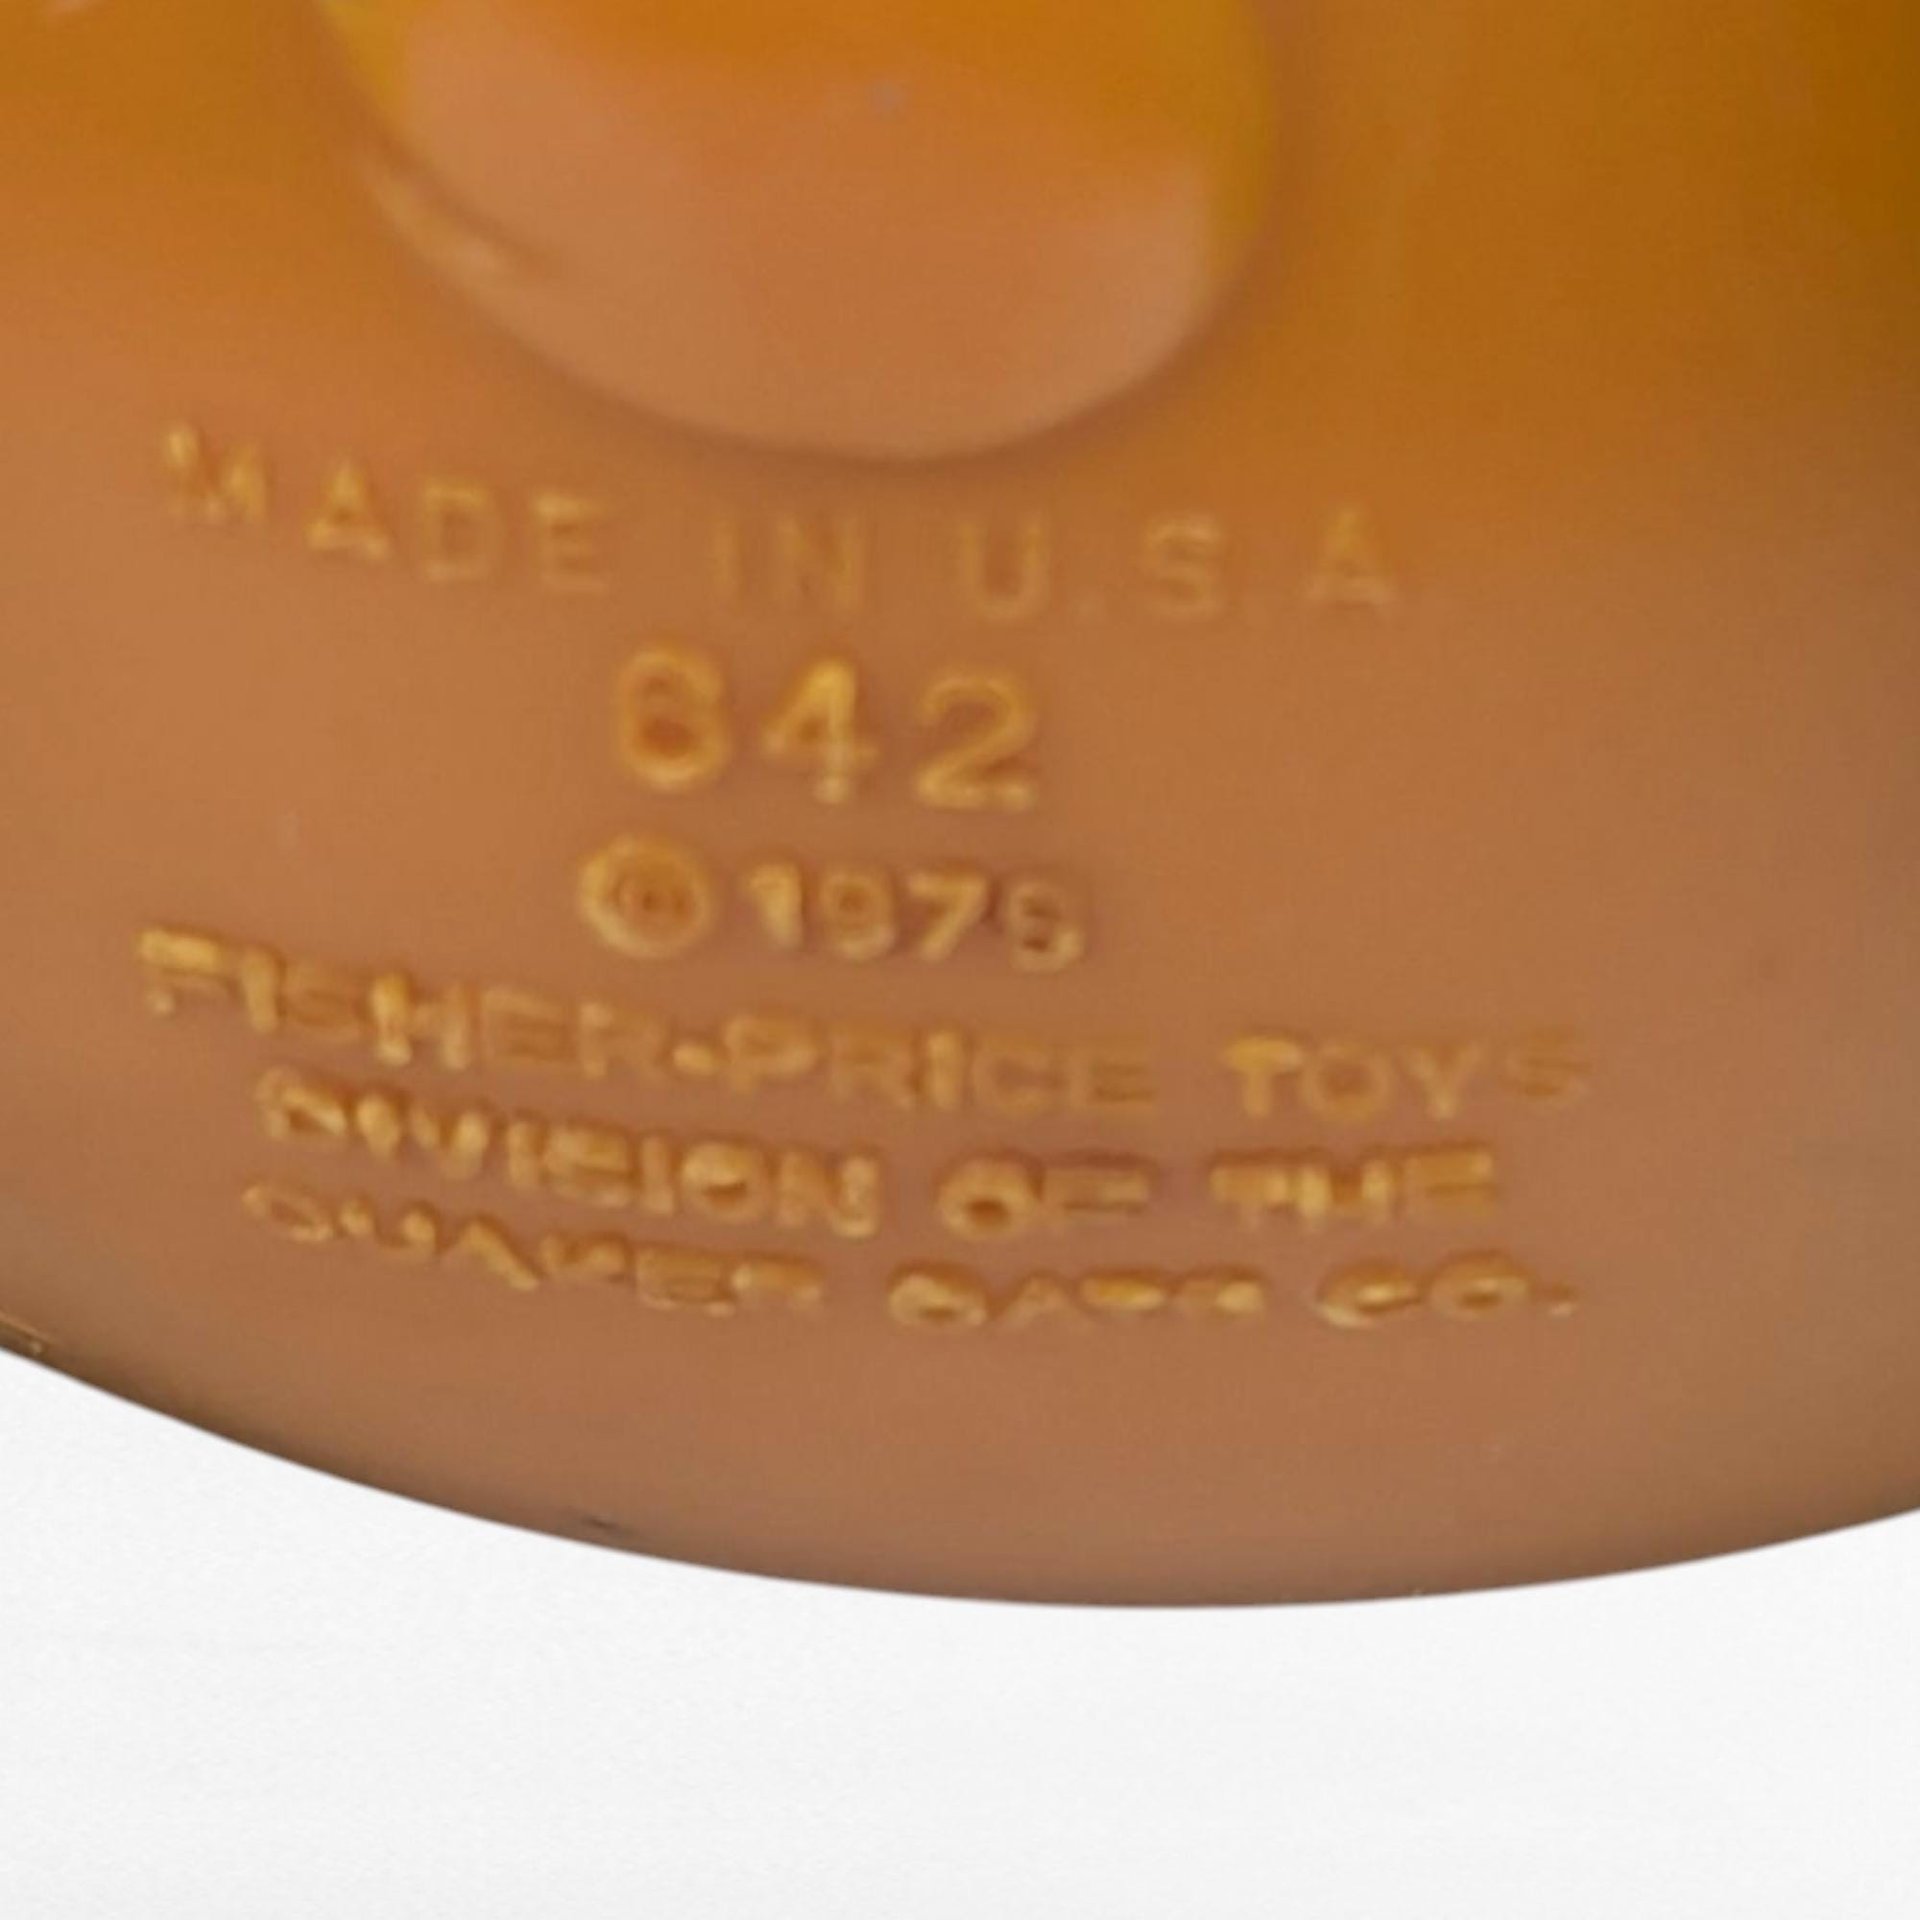 MADE IN U.S.A
642
©1979
FISHER-PRICE TOYS
DIVISION OF THE
QUAKER OATS CO.